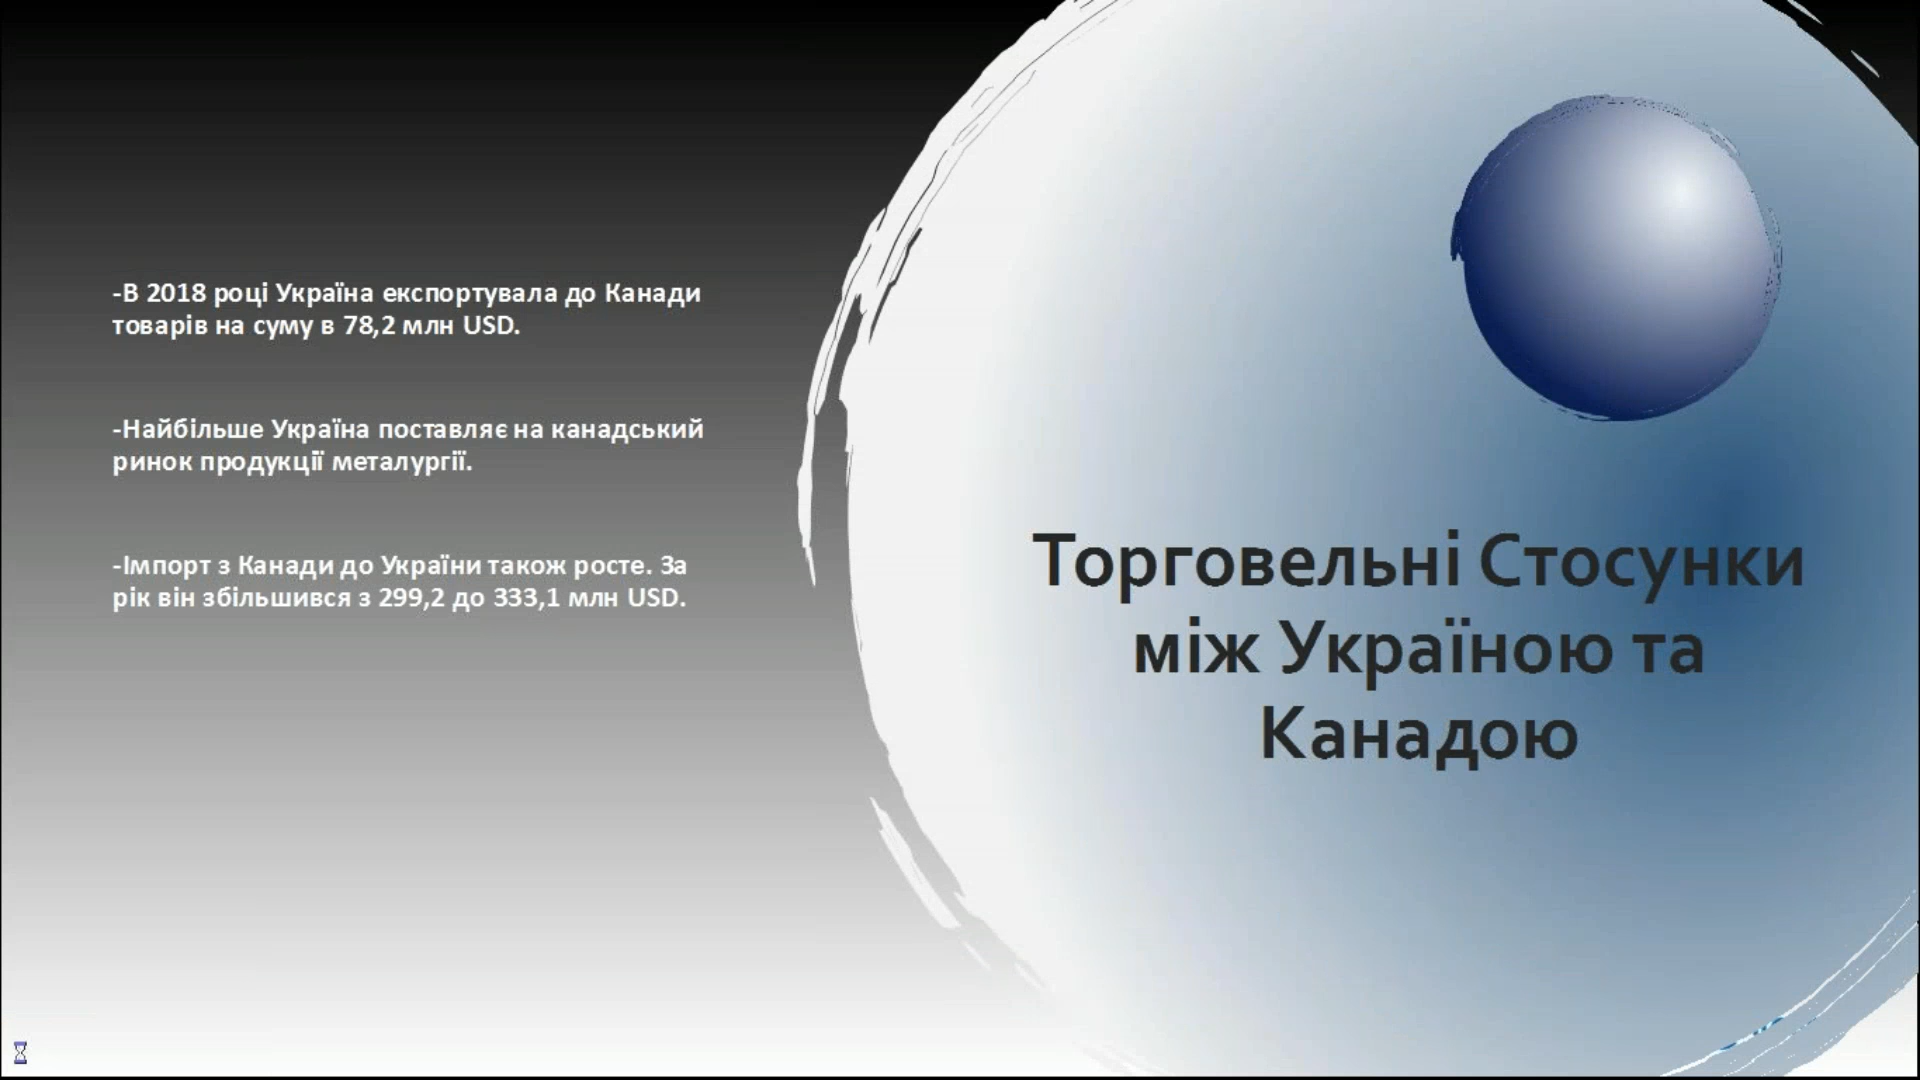 -В 2018 році Україна експортувала до Канади
товарів на суму в 78,2 млн USD.
-Найбільше Україна поставляє на канадський
ринок продукції металургії.
-Імпорт з Канади до України також росте. За
рік він збільшився з 299,2 до 333,1 млн USD.
Торговельні Стосунки
між Україною та
Канадою